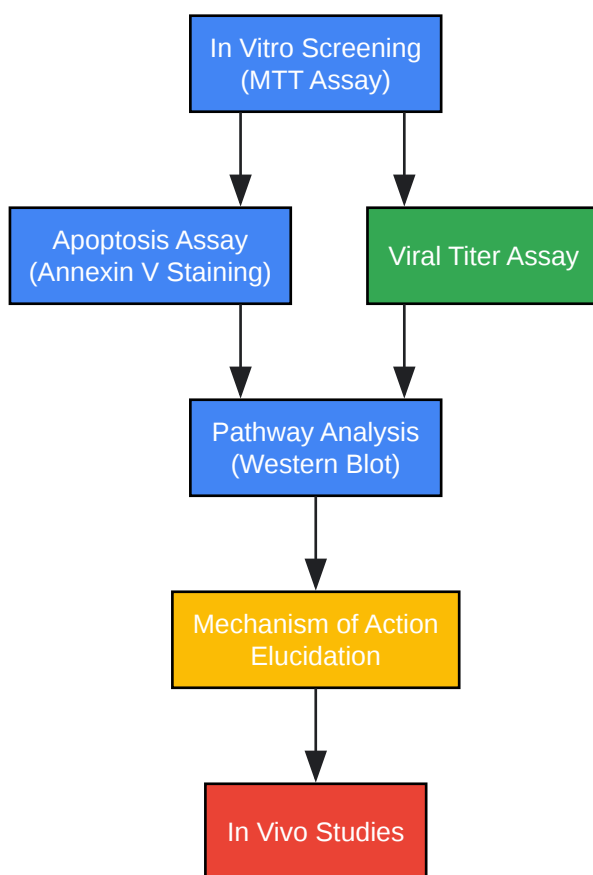 In Vitro Screening
(MTT Assay)
Apoptosis Assay
(Annexin V Staining)
Viral Titer Assay
Pathway Analysis
(Western Blot)
Mechanism of Action
Elucidation
In Vivo Studies